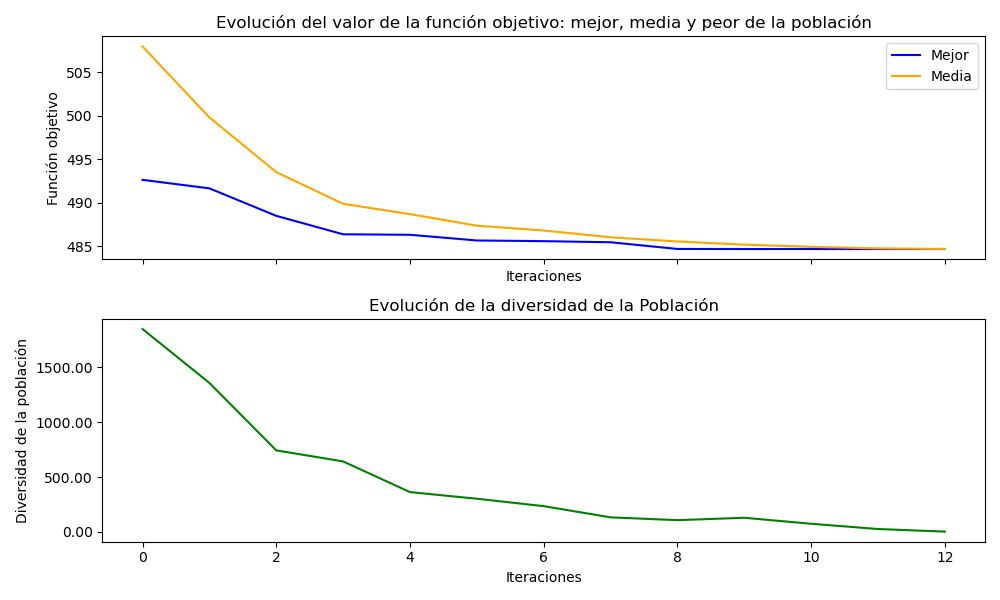 Evolución del valor de la función objetivo: mejor, media y peor de la población
Mejor
Media
505
500
495
490
485
Función objetivo
Iteraciones
Evolución de la diversidad de la Población
1500.00
1000.00
500.00
0.00
Diversidad de la población
0 2 4 6 8 10 12
Iteraciones